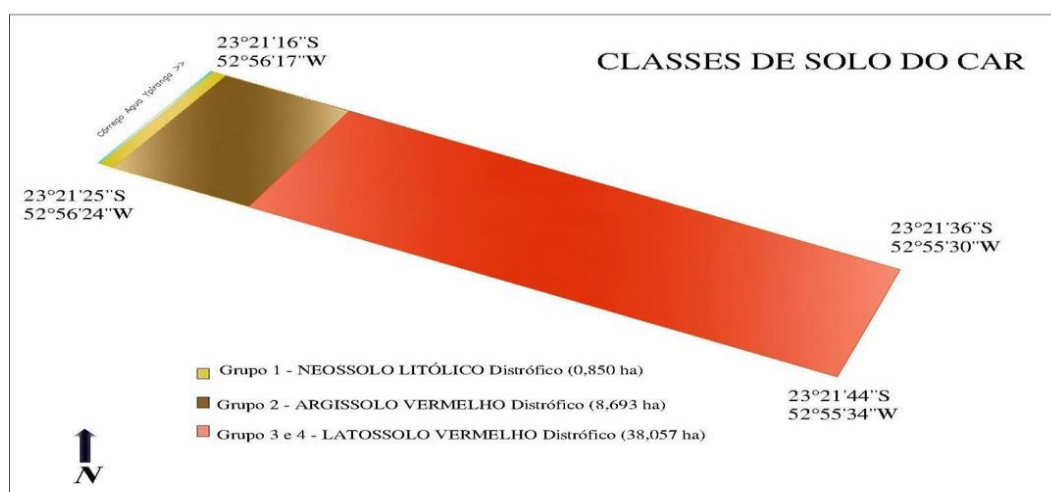 CLASSES DE SOLO DO CAR
23°21'16"S
52°56'17"W
Córrego Agua Ypiranga >>
23°21'25"S
52°56'24"W
23°21'36"S
52°55'30"W
23°21'44"S
52°55'34"W
Grupo 1 - NEOSSOLO LITÓLICO Distrófico (0,850 ha)
Grupo 2 - ARGISSOLO VERMELHO Distrófico (8,693 ha)
Grupo 3 e 4 - LATOSSOLO VERMELHO Distrófico (38,057 ha)
N